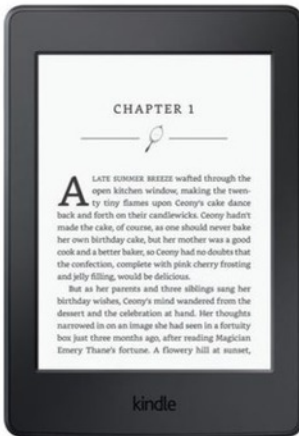 CHAPTER 1
A LATE SUMMER BREEZE wafted through the
open kitchen window, making the twen-
ty tiny flames upon Ceony's cake dance
back and forth on their candlewicks. Ceony hadn't
made the cake, of course, as one should never bake
her own birthday cake, but her mother was a good
cook and a better baker, so Ceony had no doubts that
the confection, complete with pink cherry frosting
and jelly filling, would be delicious.
But as her parents and three siblings sang her
birthday wishes, Ceony's mind wandered from the
dessert and the celebration at hand. Her thoughts
narrowed in on an image she had seen in a fortuity
box just three months ago, after reading Magician
Emery Thane's fortune. A flowery hill at sunset,
kindle